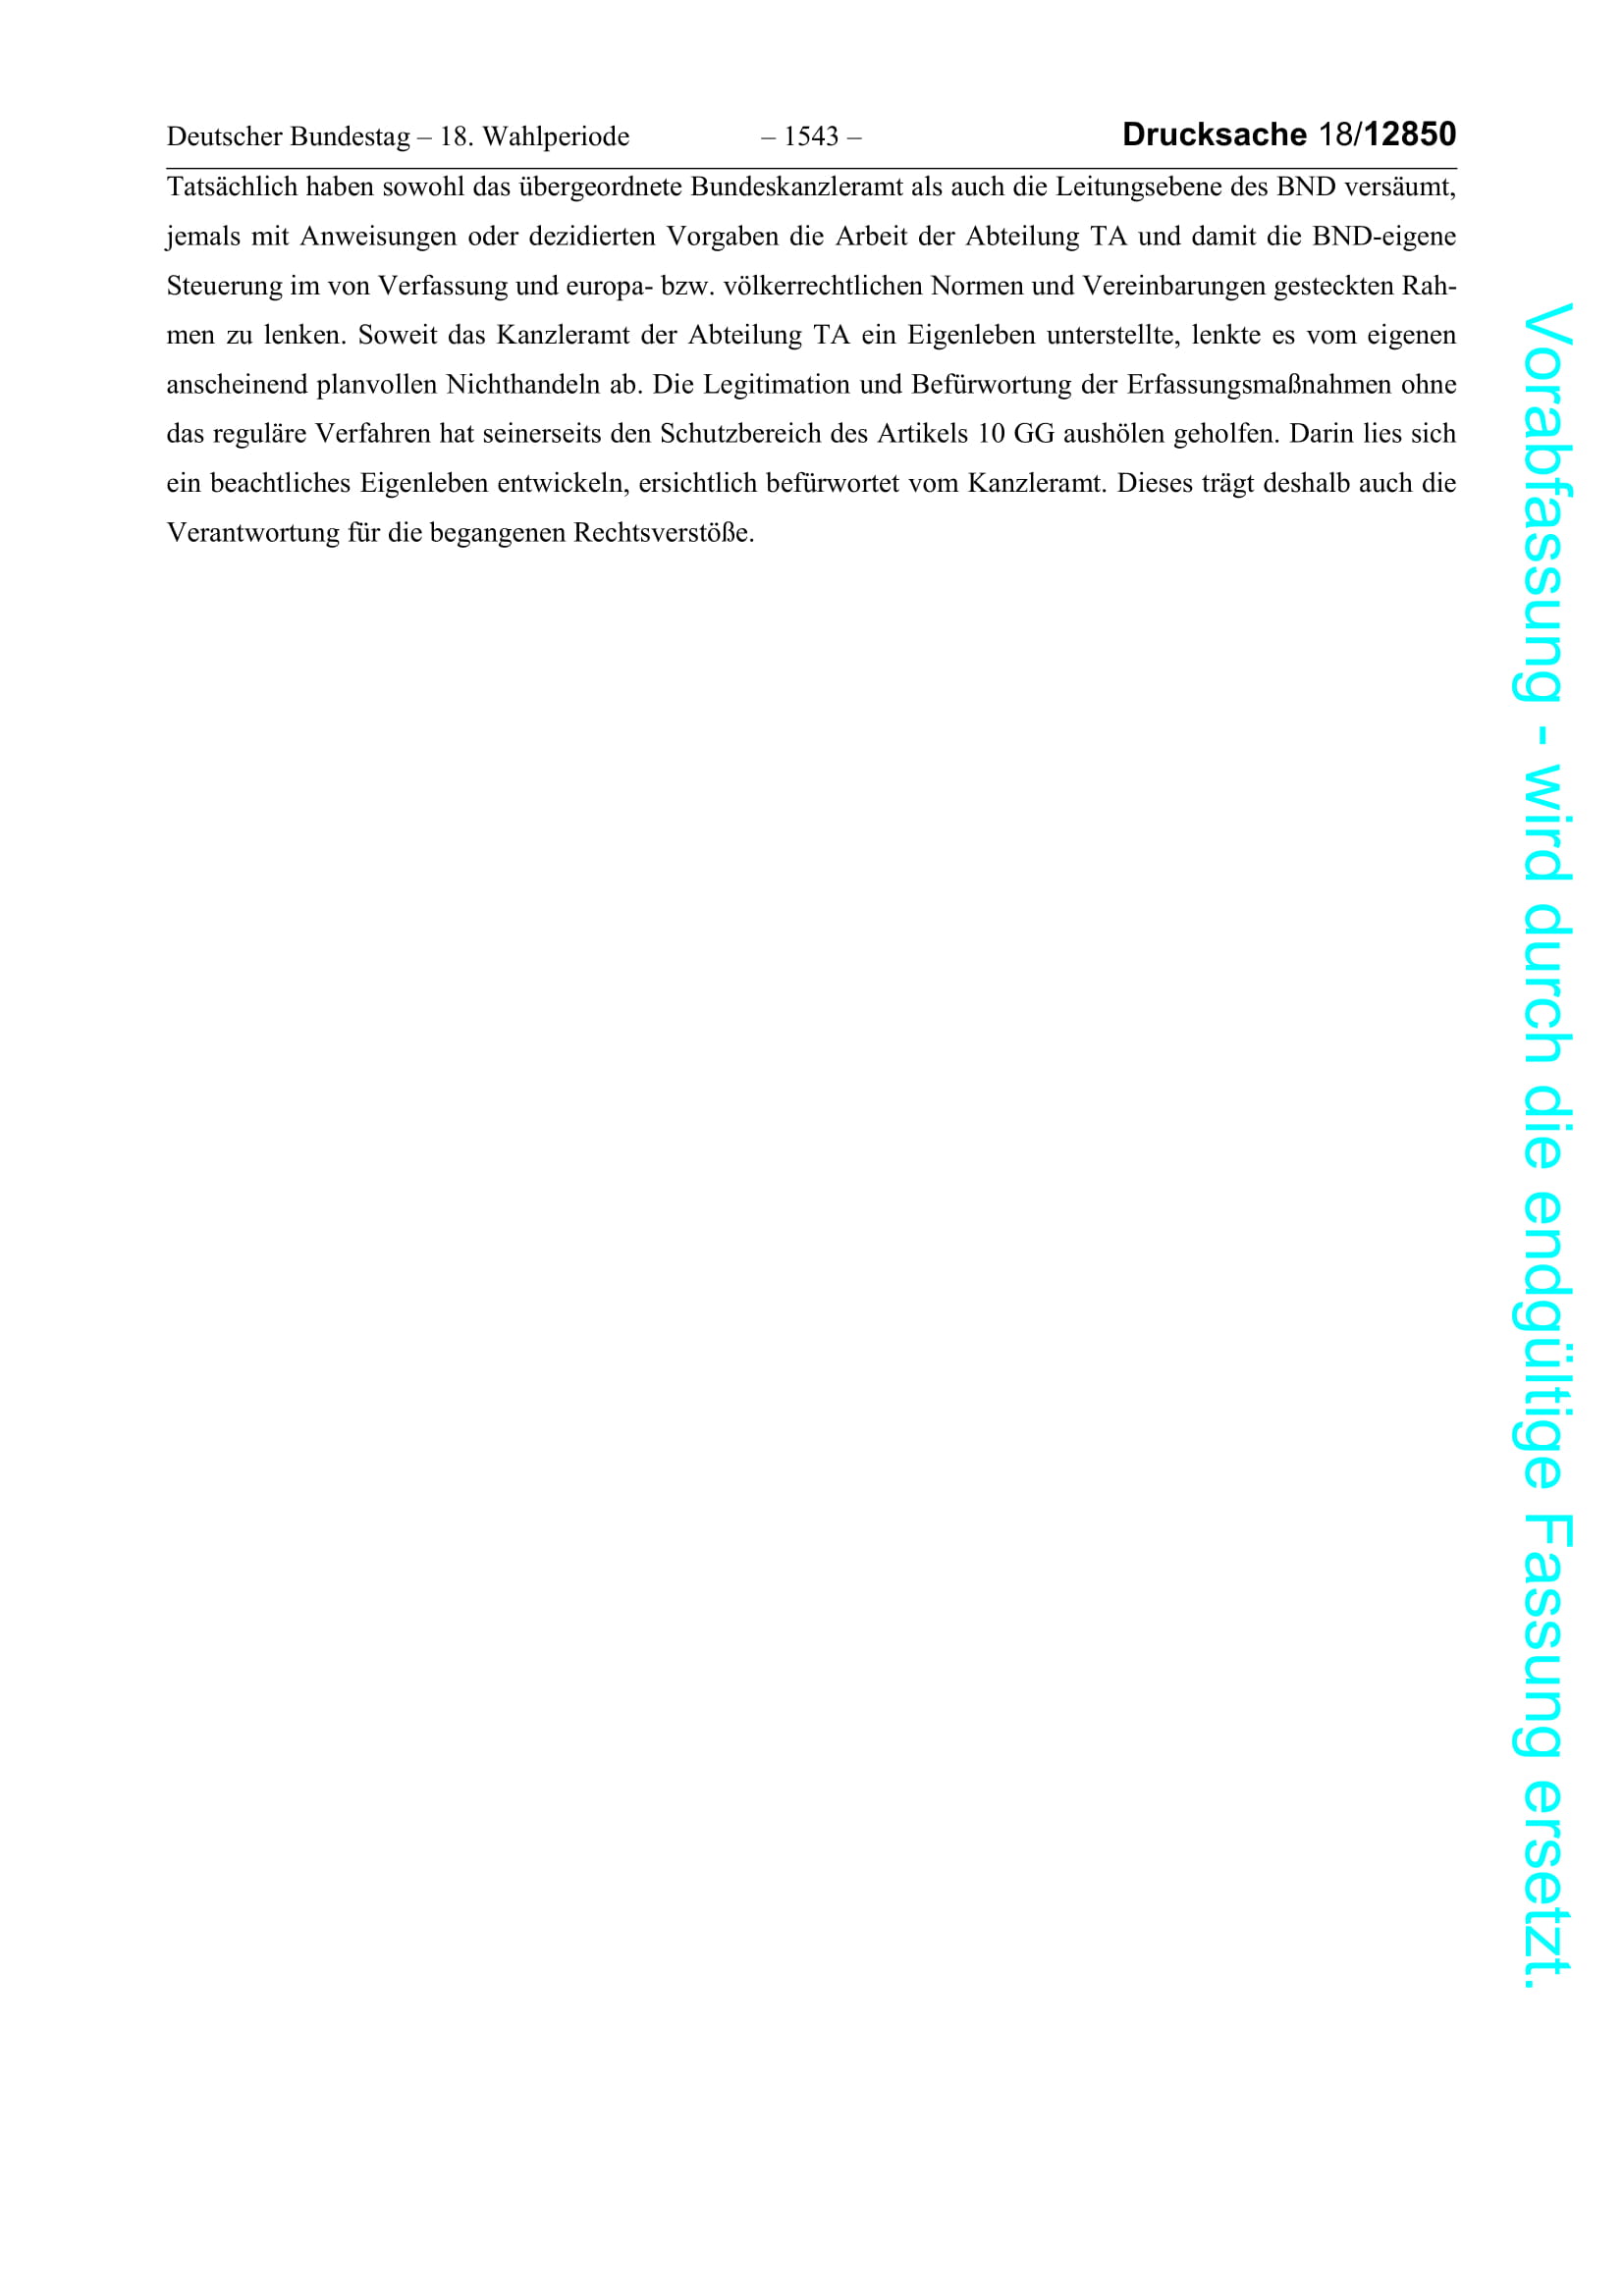 Deutscher Bundestag – 18. Wahlperiode – 1543 – Drucksache 18/12850
Tatsächlich haben sowohl das übergeordnete Bundeskanzleramt als auch die Leitungsebene des BND versäumt,
jemals mit Anweisungen oder dezidierten Vorgaben die Arbeit der Abteilung TA und damit die BND-eigene
Steuerung im von Verfassung und europa- bzw. völkerrechtlichen Normen und Vereinbarungen gesteckten Rah-
men zu lenken. Soweit das Kanzleramt der Abteilung TA ein Eigenleben unterstellte, lenkte es vom eigenen
anscheinend planvollen Nichthandeln ab. Die Legitimation und Befürwortung der Erfassungsmaßnahmen ohne
das reguläre Verfahren hat seinerseits den Schutzbereich des Artikels 10 GG aushölen geholfen. Darin lies sich
ein beachtliches Eigenleben entwickeln, ersichtlich befürwortet vom Kanzleramt. Dieses trägt deshalb auch die
Verantwortung für die begangenen Rechtsverstöße.
Vorabfassung - wird durch die endgültige Fassung ersetzt.